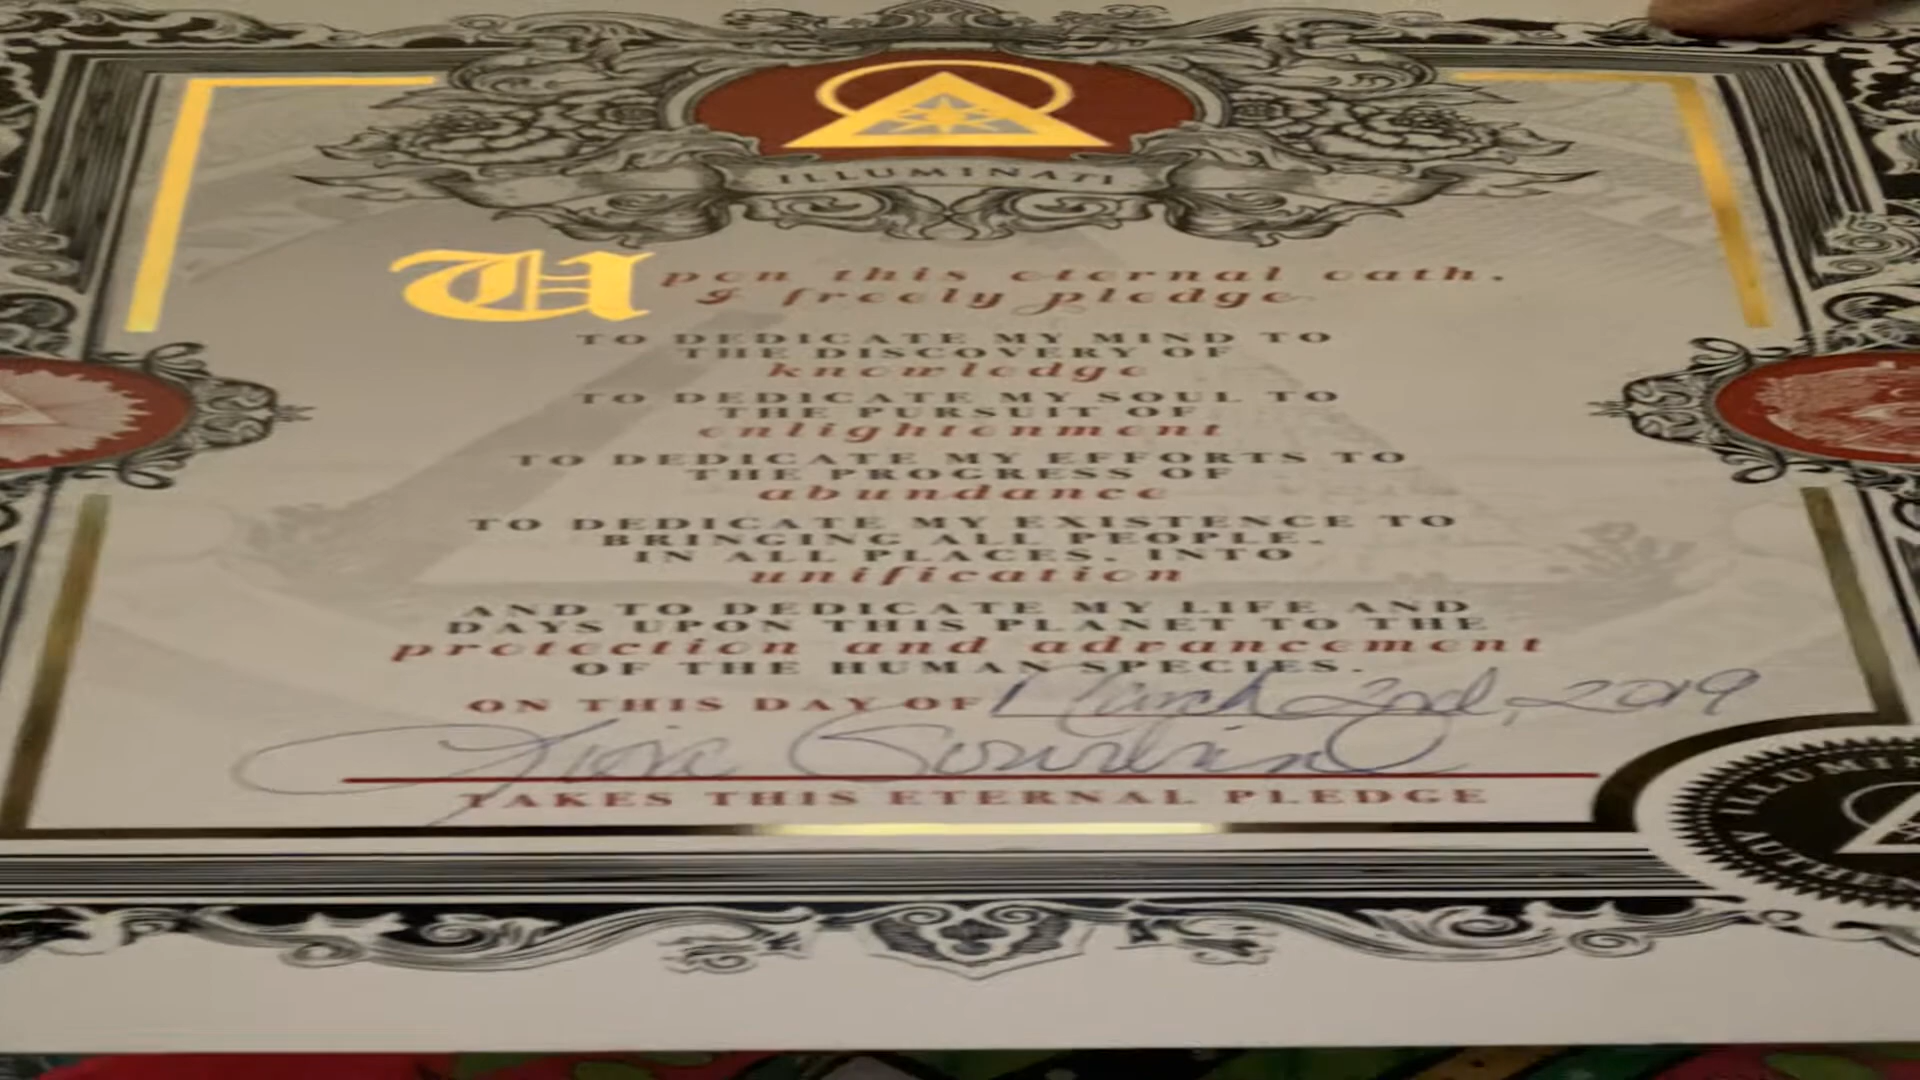 ILLUMINATI
Upon this eternal oath,
I freely pledge
TO DEDICATE MY MIND TO
THE DISCOVERY OF
knowledge
TO DEDICATE MY SOUL TO
THE PURSUIT OF
enlightenment
TO DEDICATE MY EFFORTS TO
THE PROGRESS OF
abundance
TO DEDICATE MY EXISTENCE TO
BRINGING ALL PEOPLE,
IN ALL PLACES, INTO
unification
AND TO DEDICATE MY LIFE AND
DAYS UPON THIS PLANET TO THE
protection and advancement
OF THE HUMAN SPECIES.
ON THIS DAY OF March 2nd, 2019
TAKES THIS ETERNAL PLEDGE